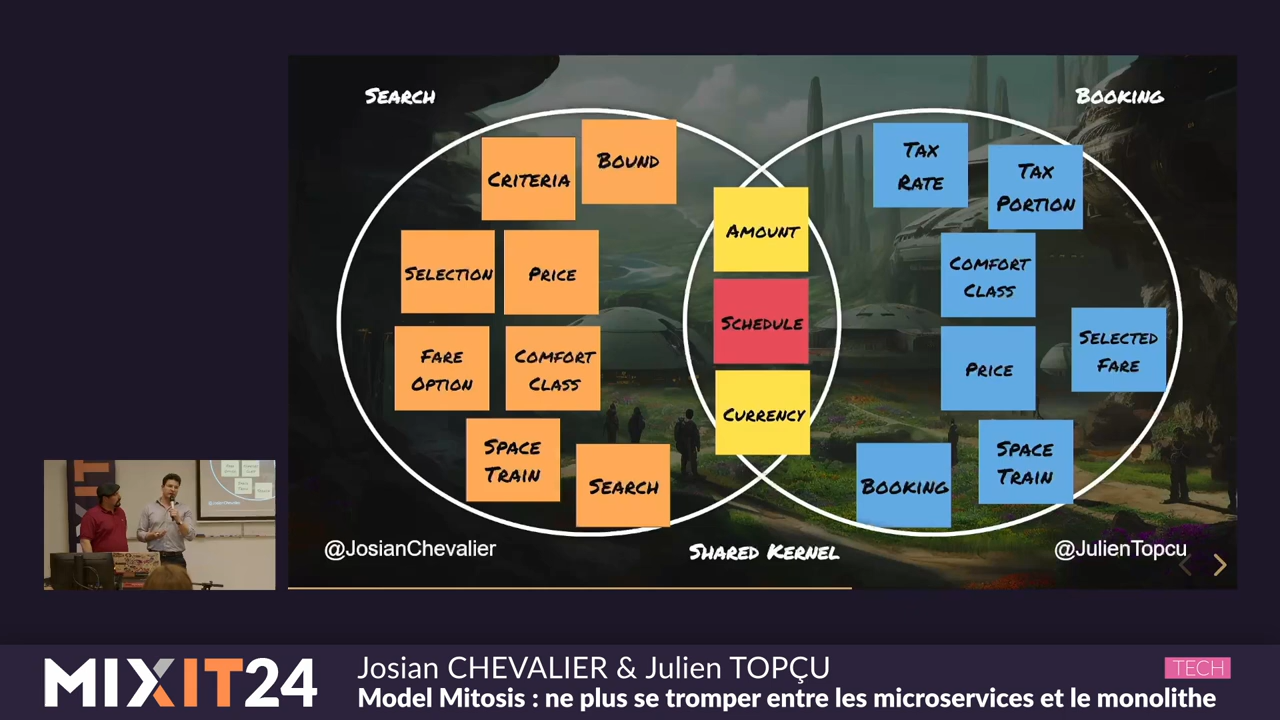 SEARCH
BOOKING
CRITERIA
BOUND
SELECTION
PRICE
FARE
OPTION
COMFORT
CLASS
SPACE
TRAIN
SEARCH
AMOUNT
SCHEDULE
CURRENCY
TAX
RATE
TAX
PORTION
COMFORT
CLASS
PRICE
SELECTED
FARE
BOOKING
SPACE
TRAIN
@JosianChevalier
SHARED KERNEL
@JulienTopcu
MIXIT24
Josian CHEVALIER & Julien TOPÇU
TECH
Model Mitosis : ne plus se tromper entre les microservices et le monolithe